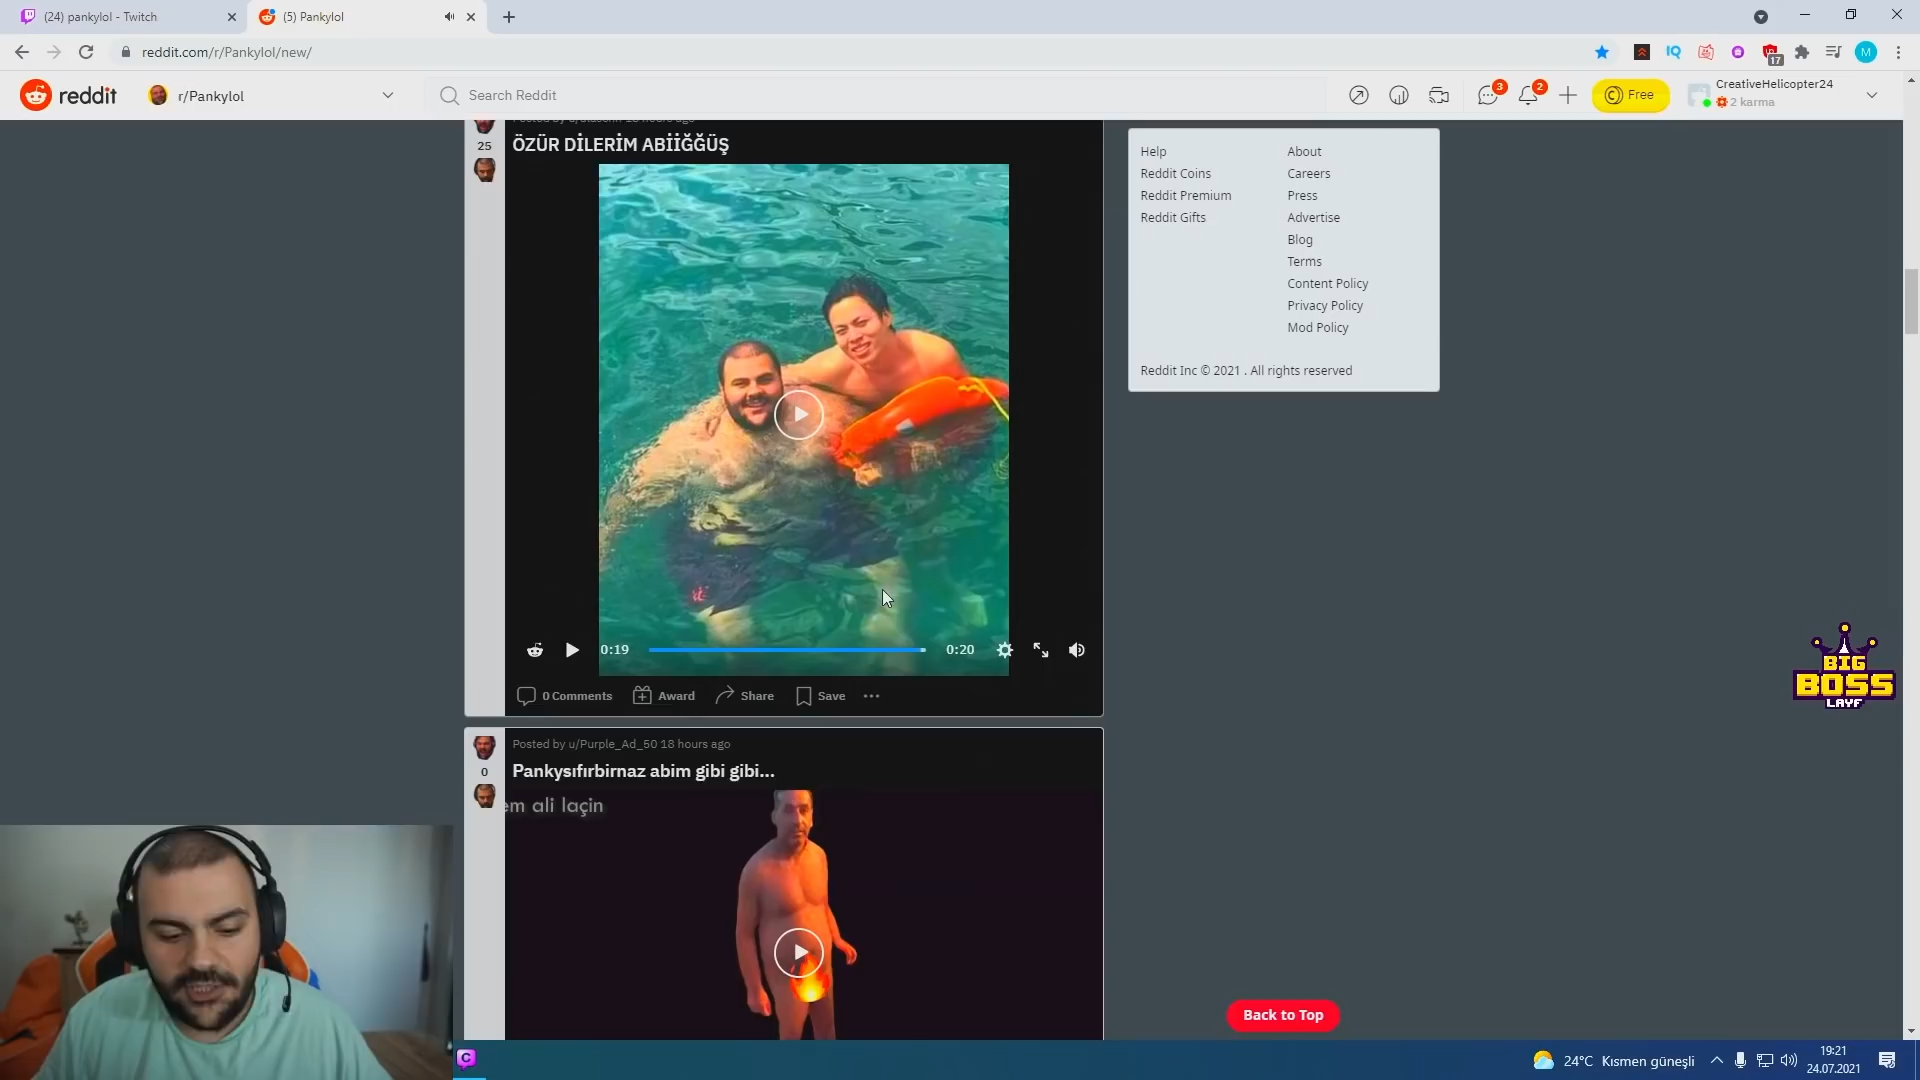 (24) pankylol - Twitch
(5) Pankylol
reddit.com/r/Pankylol/new/
IQ
17
M
reddit
r/Pankylol
Search Reddit
3
2
Free
CreativeHelicopter24
2 karma
25
ÖZÜR DİLERİM ABİİĞĞÜŞ
0:19
0:20
0 Comments
Award
Share
Save
Help
About
Reddit Coins
Careers
Reddit Premium
Press
Reddit Gifts
Advertise
Blog
Terms
Content Policy
Privacy Policy
Mod Policy
Reddit Inc © 2021 . All rights reserved
BIG
BOSS
LAYF
Posted by u/Purple_Ad_50 18 hours ago
0
Pankysıfırbirnaz abim gibi gibi...
em ali laçin
Back to Top
24°C Kısmen güneşli
19:21
24.07.2021